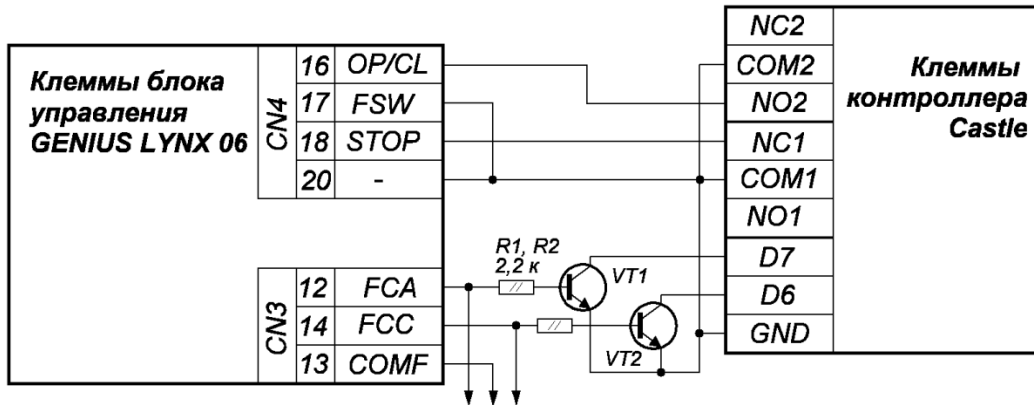 Клеммы блока
управления
GENIUS LYNX 06
CN4
16 OP/CL
17 FSW
18 STOP
20 -
CN3
12 FCA
14 FCC
13 COMF
R1, R2
2,2 к
VT1
VT2
NC2
COM2
NO2
NC1
COM1
NO1
D7
D6
GND
Клеммы
контроллера
Castle